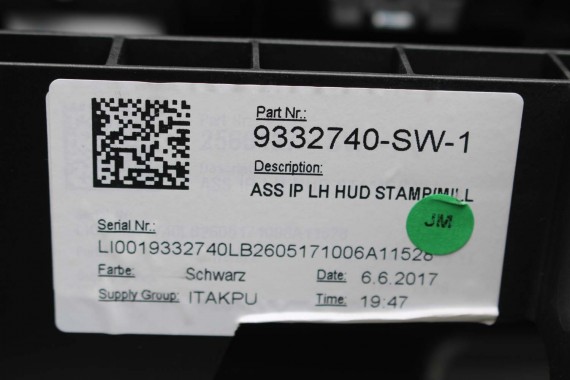 Part Nr.:
9332740-SW-1
Description:
ASS IP LH HUD STAMP/MILL
JM
Serial Nr.:
LI0019332740LB2605171006A11528
Farbe: Schwarz Date: 6.6.2017
Supply Group: ITAKPU Time: 19:47